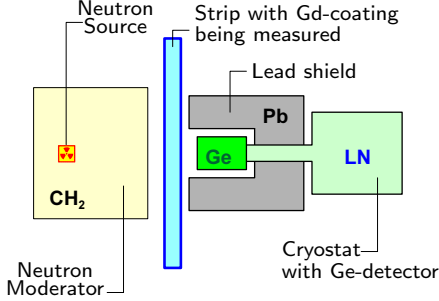 Neutron
Source
Strip with Gd-coating
being measured
Lead shield
Pb
Ge
LN
CH₂
Neutron
Moderator
Cryostat
with Ge-detector